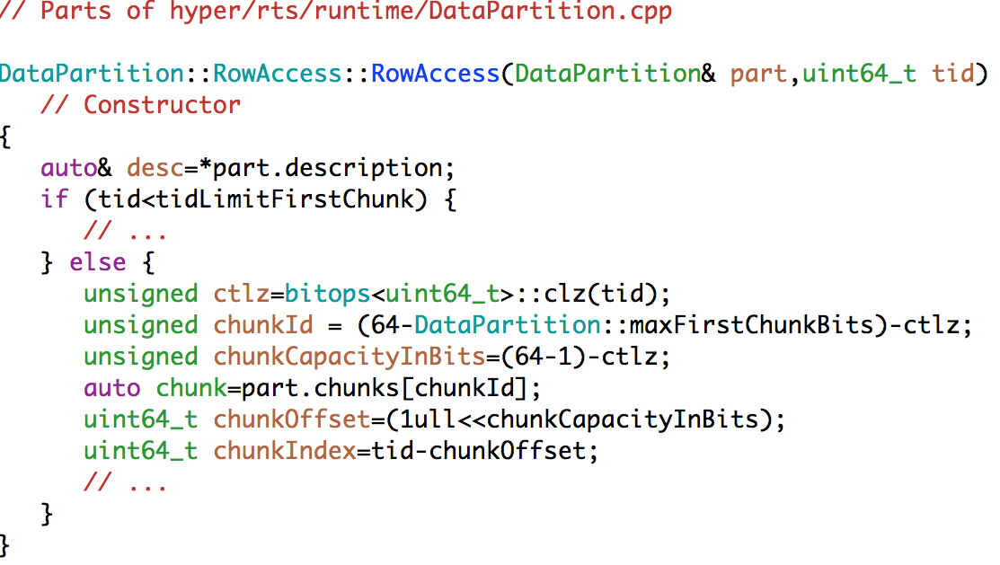 // Parts of hyper/rts/runtime/DataPartition.cpp
DataPartition::RowAccess::RowAccess(DataPartition& part,uint64_t tid)
// Constructor
{
auto& desc=*part.description;
if (tid<tidLimitFirstChunk) {
// ...
} else {
unsigned ctlz=bitops<uint64_t>::clz(tid);
unsigned chunkId = (64-DataPartition::maxFirstChunkBits)-ctlz;
unsigned chunkCapacityInBits=(64-1)-ctlz;
auto chunk=part.chunks[chunkId];
uint64_t chunkOffset=(1ull<<chunkCapacityInBits);
uint64_t chunkIndex=tid-chunkOffset;
// ...
}
}